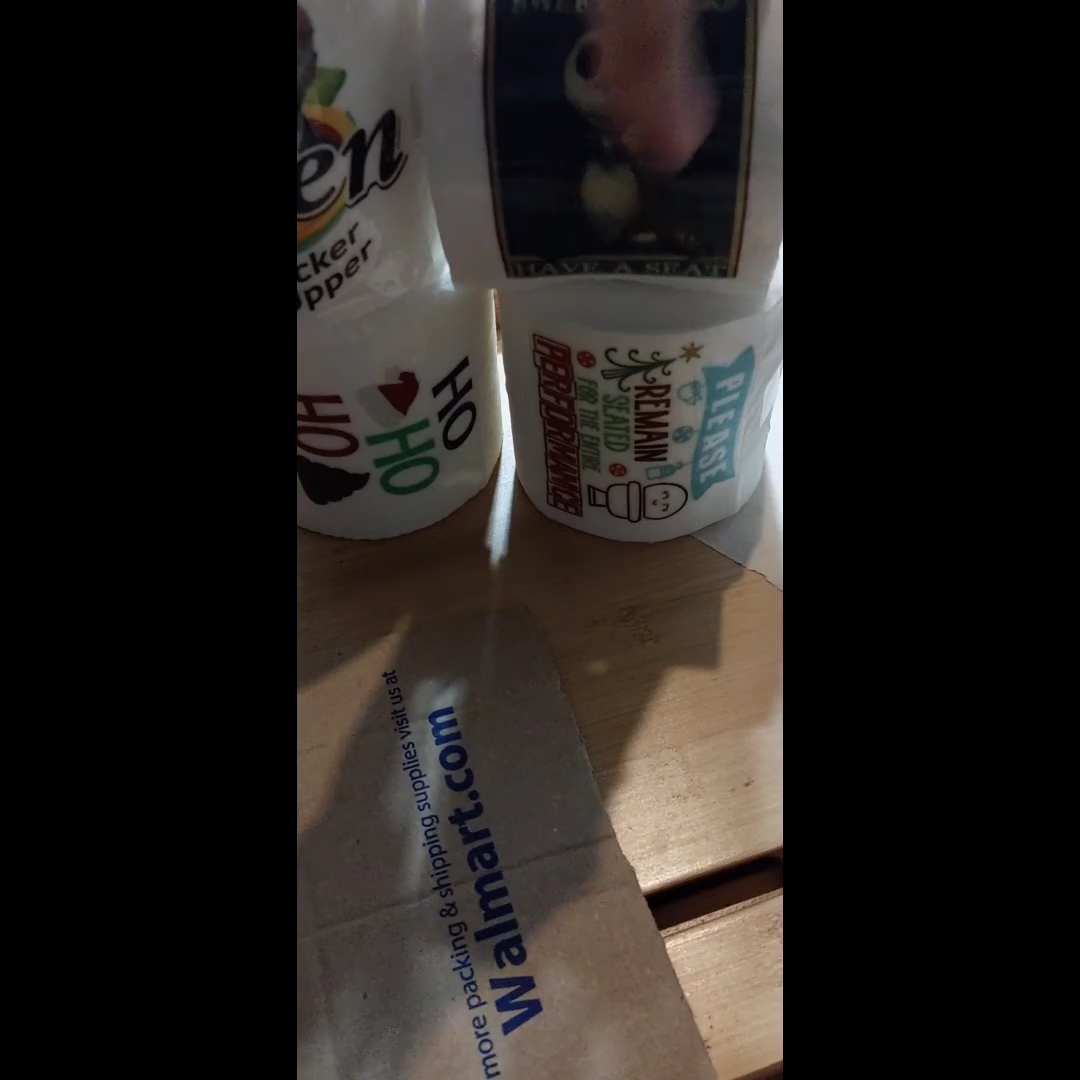 en
cker
pper
HAVE A SEAT
HO
HO
HO
PLEASE
REMAIN
SEATED
FOR THE ENTIRE
PERFORMANCE
more packing & shipping supplies visit us at
Walmart.com